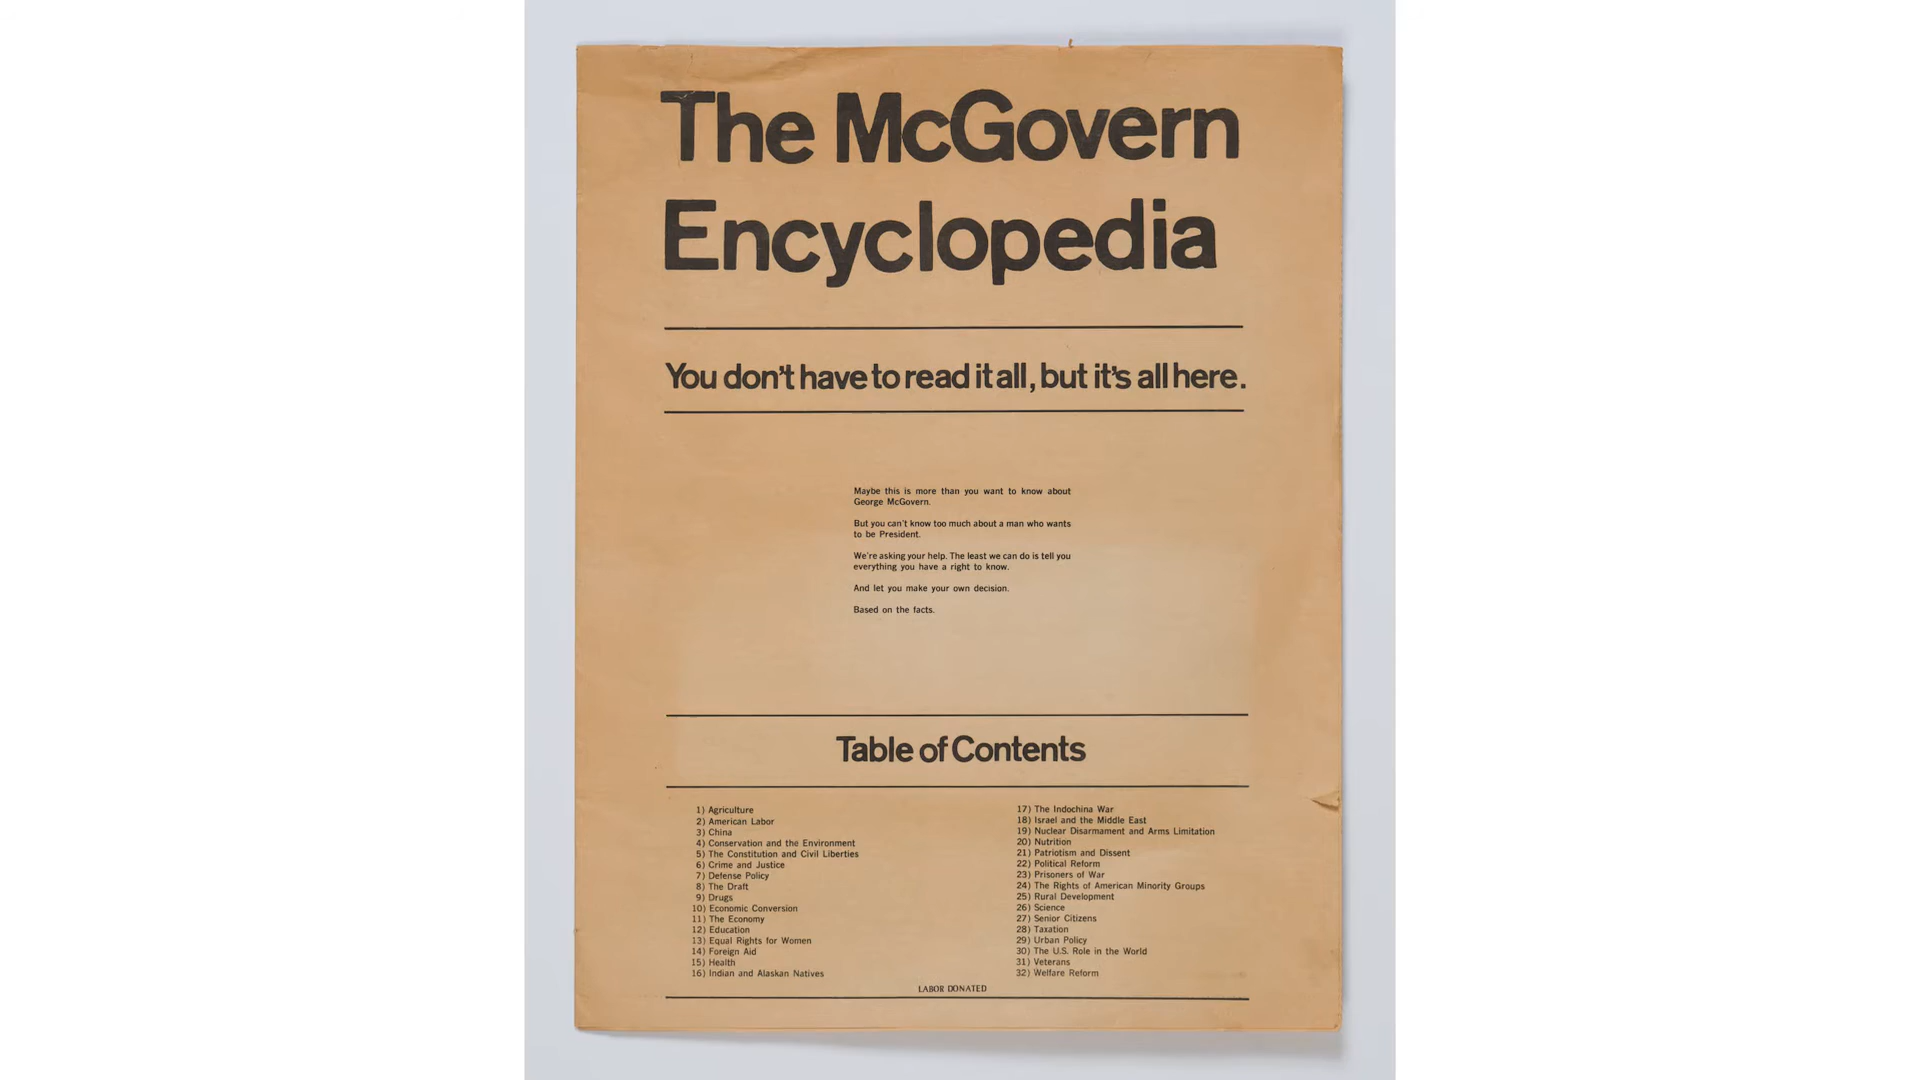 The McGovern
Encyclopedia
You don't have to read it all, but it's all here.
Maybe this is more than you want to know about
George McGovern.
But you can't know too much about a man who wants
to be President.
We're asking your help. The least we can do is tell you
everything you have a right to know.
And let you make your own decision.
Based on the facts.
Table of Contents
1) Agriculture
2) American Labor
3) China
4) Conservation and the Environment
5) The Constitution and Civil Liberties
6) Crime and Justice
7) Defense Policy
8) The Draft
9) Drugs
10) Economic Conversion
11) The Economy
12) Education
13) Equal Rights for Women
14) Foreign Aid
15) Health
16) Indian and Alaskan Natives
17) The Indochina War
18) Israel and the Middle East
19) Nuclear Disarmament and Arms Limitation
20) Nutrition
21) Patriotism and Dissent
22) Political Reform
23) Prisoners of War
24) The Rights of American Minority Groups
25) Rural Development
26) Science
27) Senior Citizens
28) Taxation
29) Urban Policy
30) The U.S. Role in the World
31) Veterans
32) Welfare Reform
LABOR DONATED